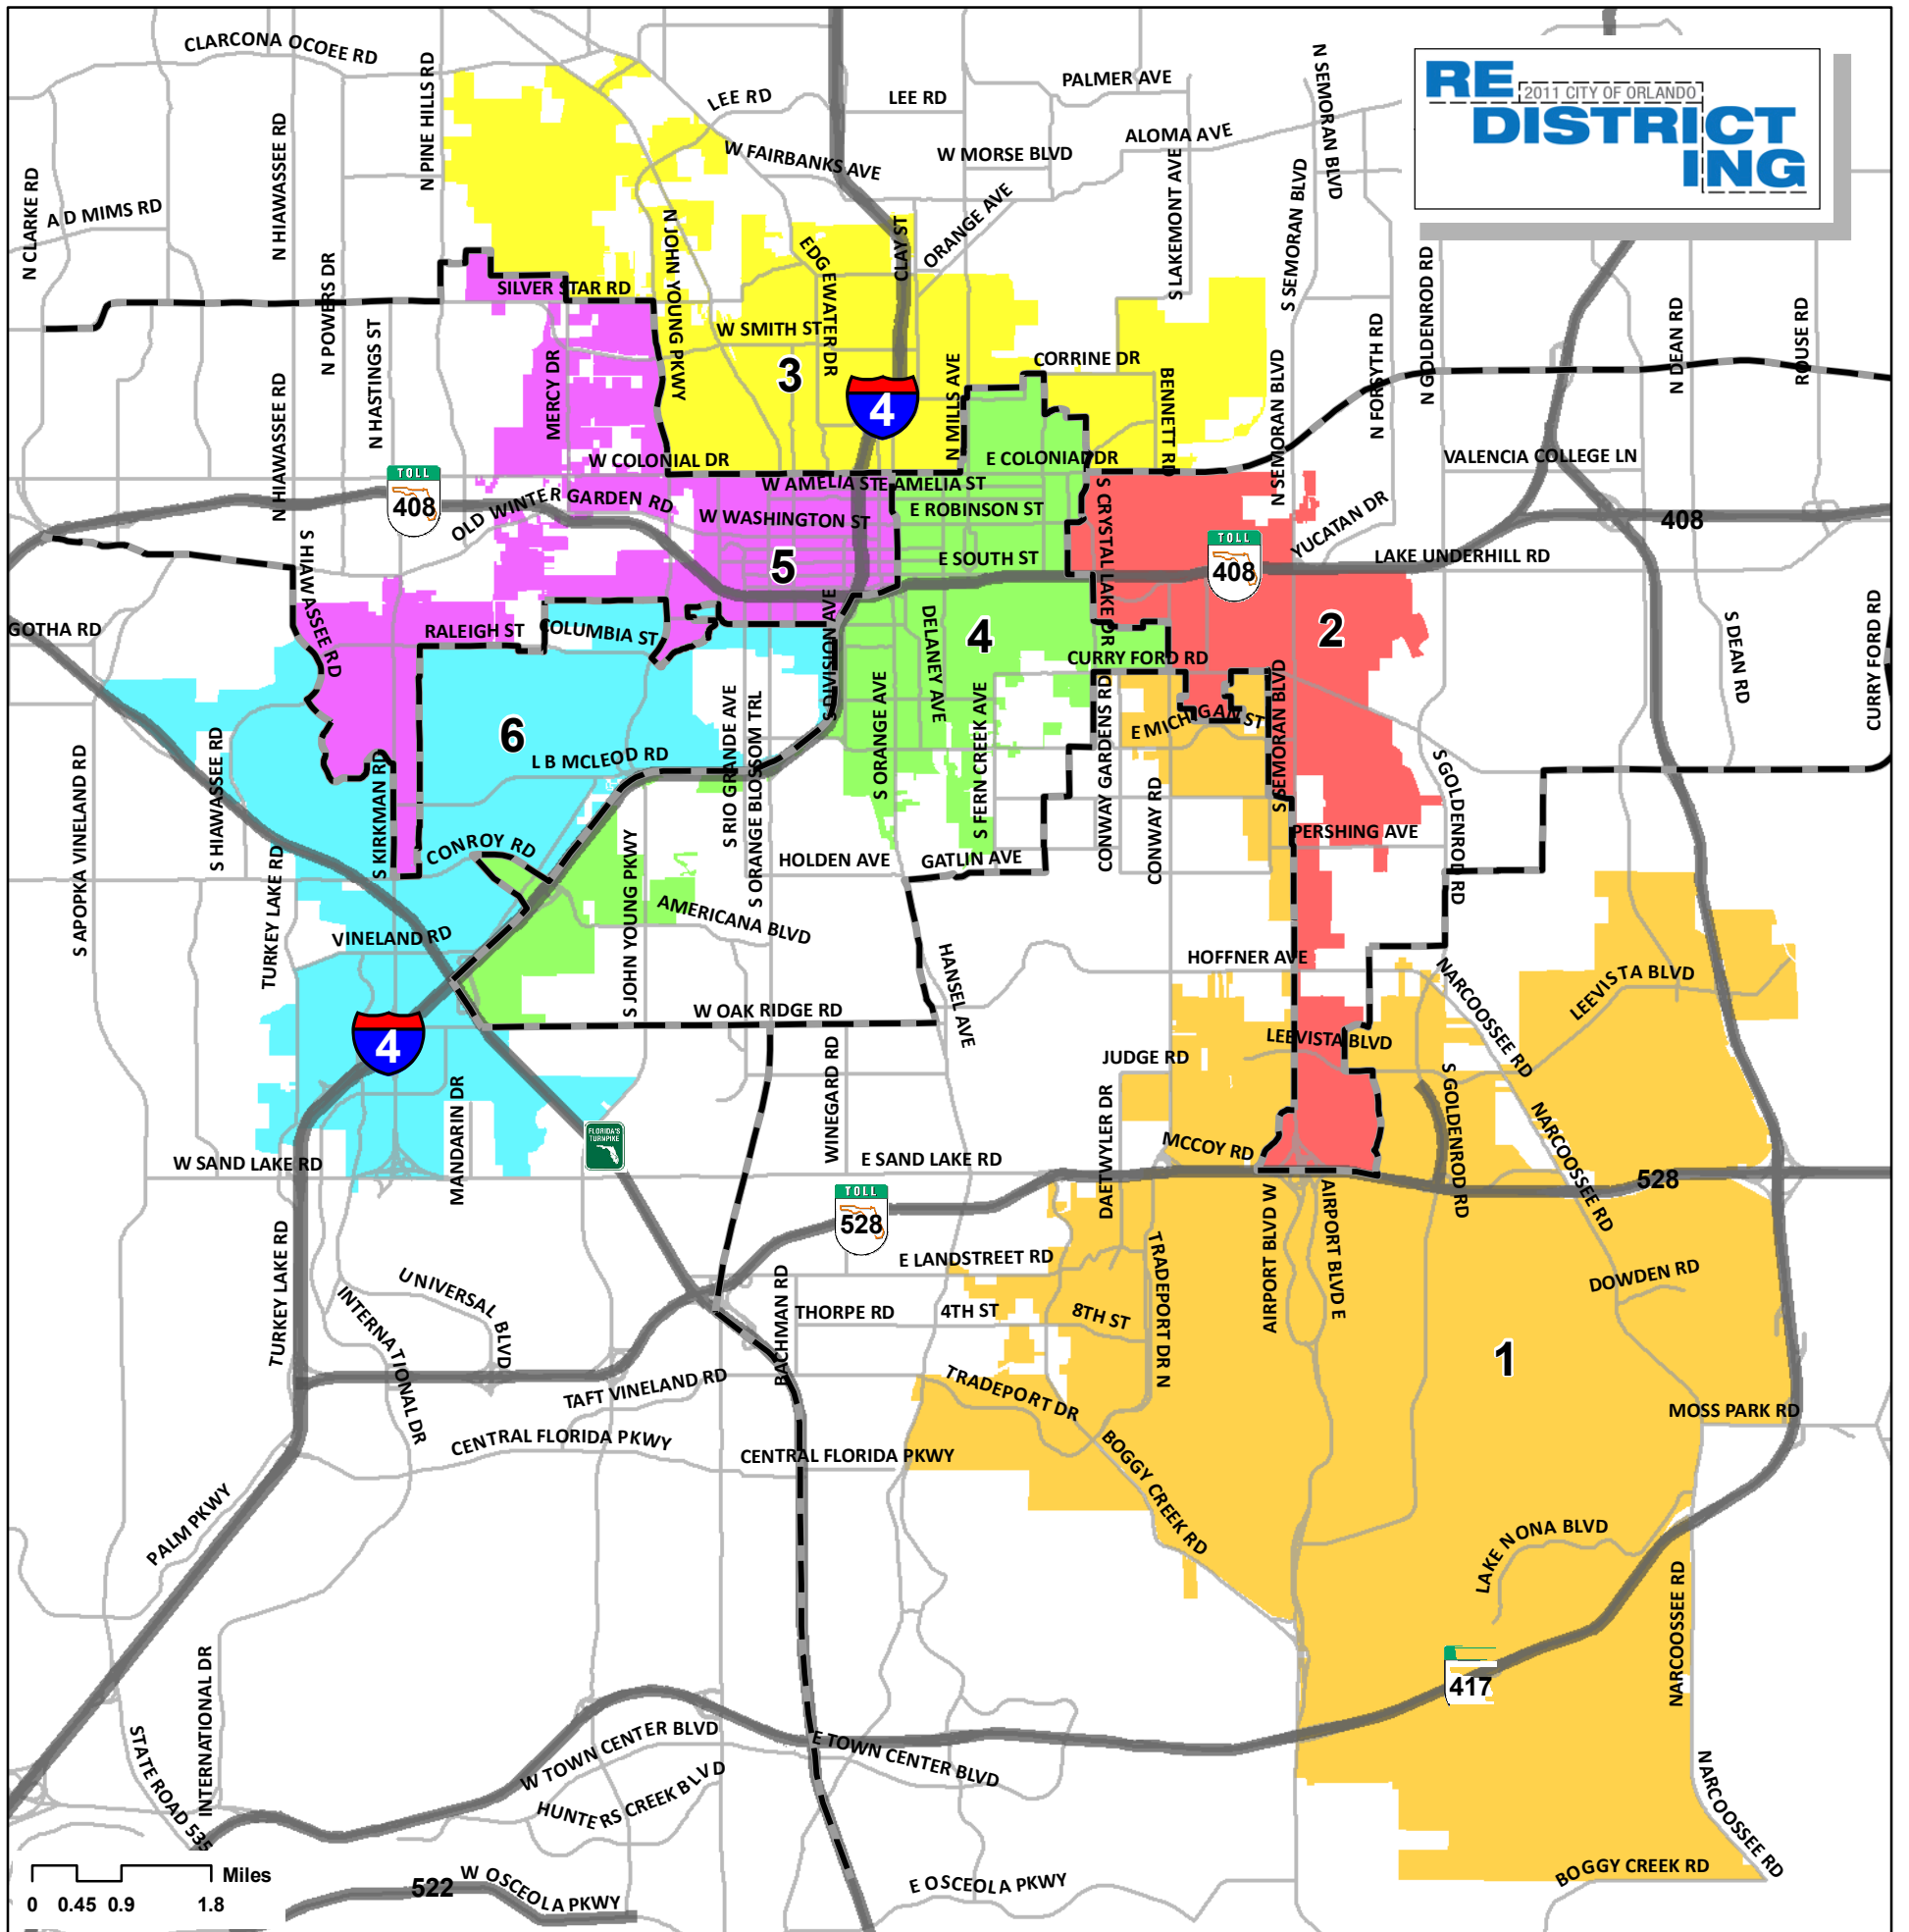 CLARCONA OCOEE RD
N PINE HILLS RD
LEE RD
LEE RD
PALMER AVE
N SEMORAN BLVD
RE
2011 CITY OF ORLANDO
DISTRICT
ING
N HIAWASSEE RD
W FAIRBANKS AVE
W MORSE BLVD
ALOMA AVE
N CLARKE RD
A D MIMS RD
N JOHN YOUNG PKWY
EDGEWATER DR
CLAY ST
ORANGE AVE
S LAKEMONT AVE
S SEMORAN BLVD
N GOLDENROD RD
N POWERS DR
SILVER STAR RD
W SMITH ST
3
4
N HASTINGS ST
MERCY DR
N MILLS AVE
CORRINE DR
BENNETT RD
N SEMORAN BLVD
N FORSYTH RD
N DEAN RD
ROUSE RD
N HIAWASSEE RD
W COLONIAL DR
E COLONIAL DR
VALENCIA COLLEGE LN
TOLL
408
OLD WINTER GARDEN RD
W AMELIA ST
E AMELIA ST
W WASHINGTON ST
E ROBINSON ST
YUCATAN DR
408
5
E SOUTH ST
TOLL
408
LAKE UNDERHILL RD
S HIAWASSEE RD
S CRYSTAL LAKE DR
GOTHA RD
RALEIGH ST
COLUMBIA ST
S DIVISION AVE
DELANEY AVE
4
2
CURRY FORD RD
S DEAN RD
CURRY FORD RD
6
L B MCLEOD RD
S RIO GRANDE AVE
S ORANGE BLOSSOM TRL
S ORANGE AVE
S FERN CREEK AVE
CONWAY GARDENS RD
E MICHIGAN ST
S SEMORAN BLVD
S APOPKA VINELAND RD
S HIAWASSEE RD
S KIRKMAN RD
CONROY RD
S JOHN YOUNG PKWY
HOLDEN AVE
GATLIN AVE
CONWAY RD
PERSHING AVE
S GOLDENROD RD
TURKEY LAKE RD
VINELAND RD
AMERICANA BLVD
HANSEL AVE
HOFFNER AVE
NARCOOSSEE RD
LEEVISTA BLVD
4
W OAK RIDGE RD
LEEVISTA BLVD
WINEGARD RD
JUDGE RD
MANDARIN DR
FLORIDA'S
TURNPIKE
DAETWYLER DR
S GOLDENROD RD
NARCOOSSEE RD
W SAND LAKE RD
E SAND LAKE RD
MCCOY RD
528
TOLL
528
E LANDSTREET RD
TRADEPORT DR N
AIRPORT BLVD W
AIRPORT BLVD E
DOWDEN RD
TURKEY LAKE RD
UNIVERSAL BLVD
INTERNATIONAL DR
BACHMAN RD
THORPE RD
4TH ST
8TH ST
1
TAFT VINELAND RD
TRADEPORT DR
MOSS PARK RD
CENTRAL FLORIDA PKWY
CENTRAL FLORIDA PKWY
BOGGY CREEK RD
PALM PKWY
LAKE NONA BLVD
NARCOOSSEE RD
417
INTERNATIONAL DR
STATE ROAD 535
W TOWN CENTER BLVD
E TOWN CENTER BLVD
HUNTERS CREEK BLVD
NARCOOSSEE RD
BOGGY CREEK RD
Miles
0 0.45 0.9 1.8
522
W OSCEOLA PKWY
E OSCEOLA PKWY